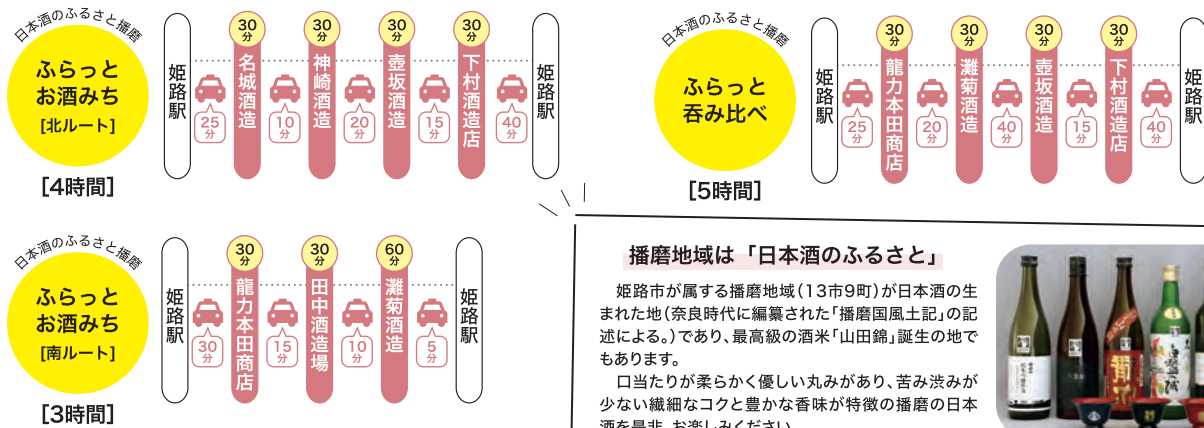 日本酒のふるさと播磨
ふらっと
お酒みち
[北ルート]
[4時間]
姫路駅
25分
30分
名城酒造
10分
30分
神崎酒造
20分
30分
壺坂酒造
15分
30分
下村酒造店
40分
姫路駅
日本酒のふるさと播磨
ふらっと
呑み比べ
[5時間]
姫路駅
25分
30分
龍力本田商店
20分
30分
灘菊酒造
40分
30分
壺坂酒造
15分
30分
下村酒造店
40分
姫路駅
日本酒のふるさと播磨
ふらっと
お酒みち
[南ルート]
[3時間]
姫路駅
30分
30分
龍力本田商店
15分
30分
田中酒造場
10分
60分
灘菊酒造
5分
姫路駅
播磨地域は「日本酒のふるさと」
姫路市が属する播磨地域(13市9町)が日本酒の生
まれた地(奈良時代に編纂された「播磨国風土記」の記
述による。)であり、最高級の酒米「山田錦」誕生の地で
もあります。
口当たりが柔らかく優しい丸みがあり、苦み渋みが
少ない繊細なコクと豊かな香味が特徴の播磨の日本
酒を是非、お楽しみください。